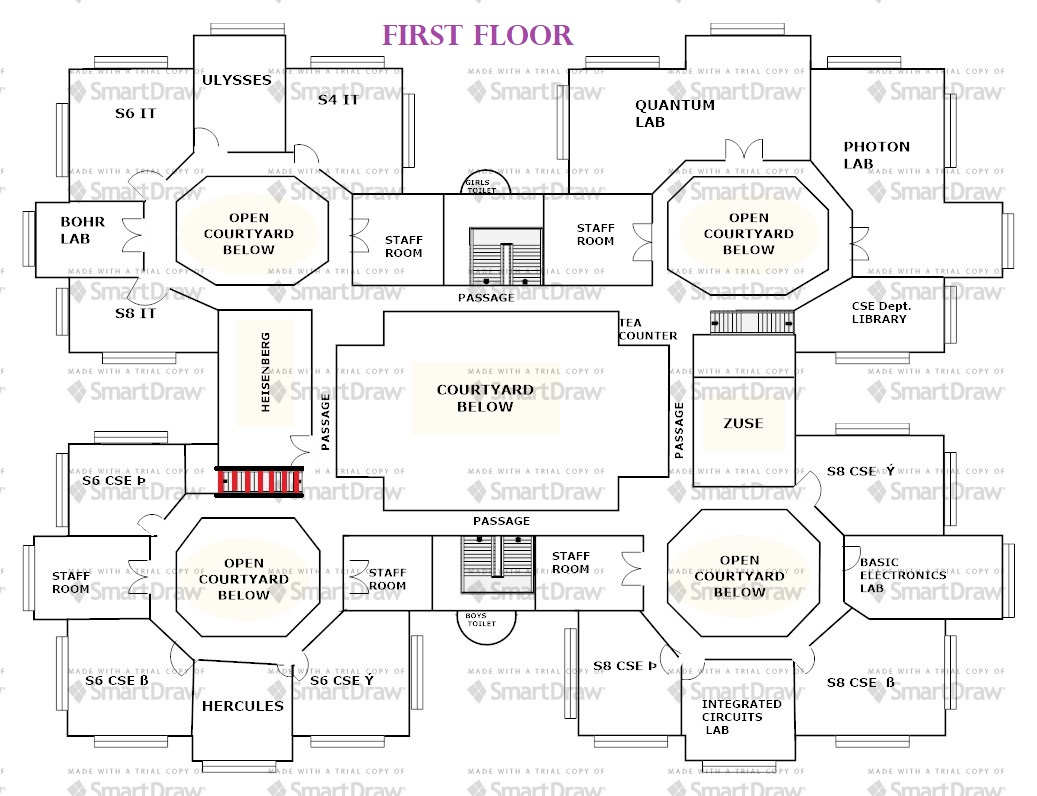 FIRST FLOOR
ULYSSES
S6 IT
S4 IT
QUANTUM
LAB
PHOTON
LAB
GIRLS
TOILET
BOHR
LAB
OPEN
COURTYARD
BELOW
STAFF
ROOM
STAFF
ROOM
OPEN
COURTYARD
BELOW
PASSAGE
S8 IT
CSE Dept.
LIBRARY
TEA
COUNTER
HEISENBERG
PASSAGE
COURTYARD
BELOW
PASSAGE
ZUSE
S6 CSE Þ
S8 CSE Ý
PASSAGE
STAFF
ROOM
OPEN
COURTYARD
BELOW
STAFF
ROOM
STAFF
ROOM
OPEN
COURTYARD
BELOW
BASIC
ELECTRONICS
LAB
BOYS
TOILET
S6 CSE ß
HERCULES
S6 CSE Ý
S8 CSE Þ
INTEGRATED
CIRCUITS
LAB
S8 CSE ß
MADE WITH A TRIAL COPY OF
SmartDraw